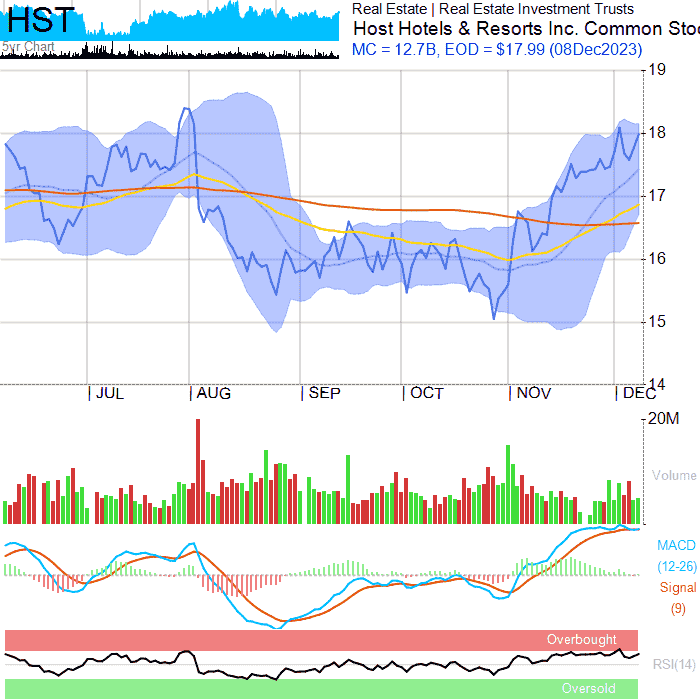 HST
5yr Chart
Real Estate | Real Estate Investment Trusts
Host Hotels & Resorts Inc. Common Stoc
MC = 12.7B, EOD = $17.99 (08Dec2023)
19
18
17
16
15
14
JUL AUG SEP OCT NOV DEC
20M
Volume
MACD
(12-26)
Signal
(9)
Overbought
RSI(14)
Oversold